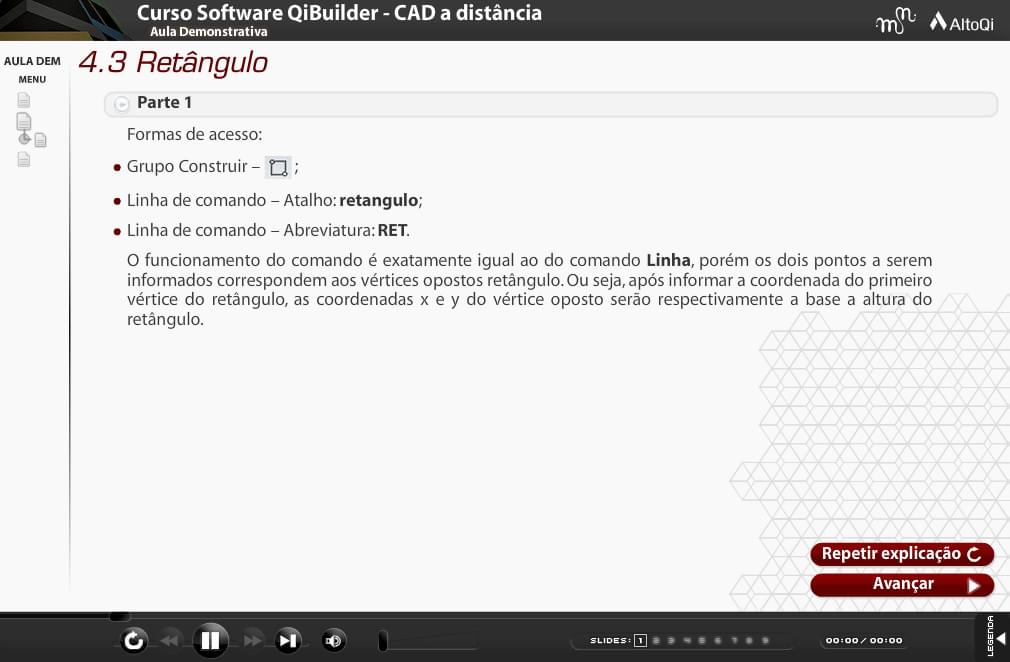 Curso Software QiBuilder - CAD a distância
Aula Demonstrativa
AltoQi
AULA DEM
MENU
4.3 Retângulo
Parte 1
Formas de acesso:
Grupo Construir – ;
Linha de comando – Atalho: retangulo;
Linha de comando – Abreviatura: RET.
O funcionamento do comando é exatamente igual ao do comando Linha, porém os dois pontos a serem
informados correspondem aos vértices opostos retângulo. Ou seja, após informar a coordenada do primeiro
vértice do retângulo, as coordenadas x e y do vértice oposto serão respectivamente a base a altura do
retângulo.
Repetir explicação
Avançar
SLIDES: 1 2 3 4 5 6 7 8 9
00:00 / 00:00
LEGENDA